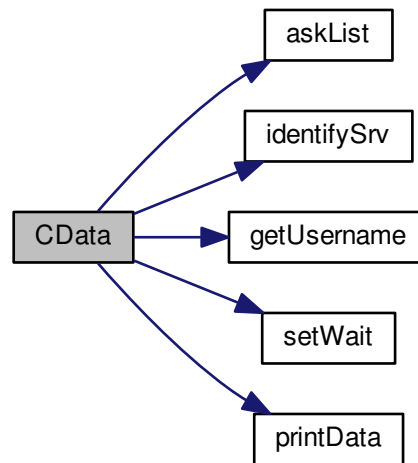 askList
identifySrv
CData
getUsername
setWait
printData